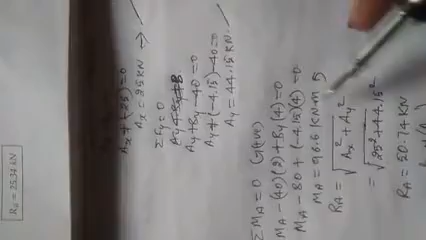 Ax + (-25) = 0
Ax = 25 KN →
ΣFy = 0
Ay + By - 40 = 0
Ay + (-4.15) - 40 = 0
Ay = 44.15 KN.
ΣMA = 0 (+ve)
MA - (40)(2) + By (4) = 0
MA - 80 + (-4.15)(4) = 0
MA = 96.6 KN.M
RA = √Ax² + Ay²
= √25² + 44.15²
RA = 50.74 KN
RB = 25.34 KN